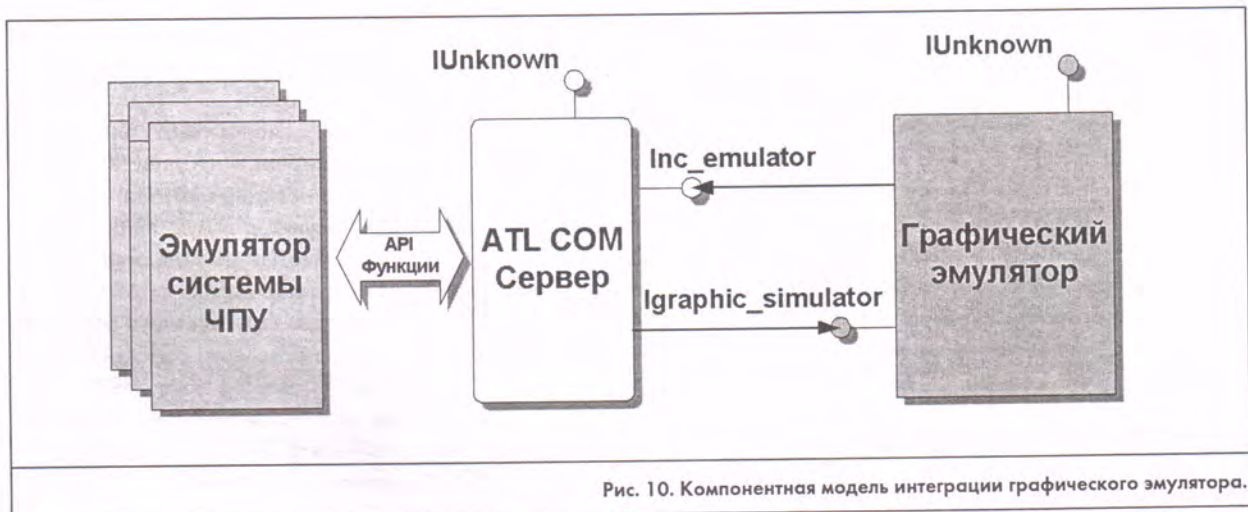 IUnknown
IUnknown
Inc_emulator
Эмулятор
системы
ЧПУ
API
Функции
ATL COM
Сервер
Графический
эмулятор
Igraphic_simulator
Рис. 10. Компонентная модель интеграции графического эмулятора.